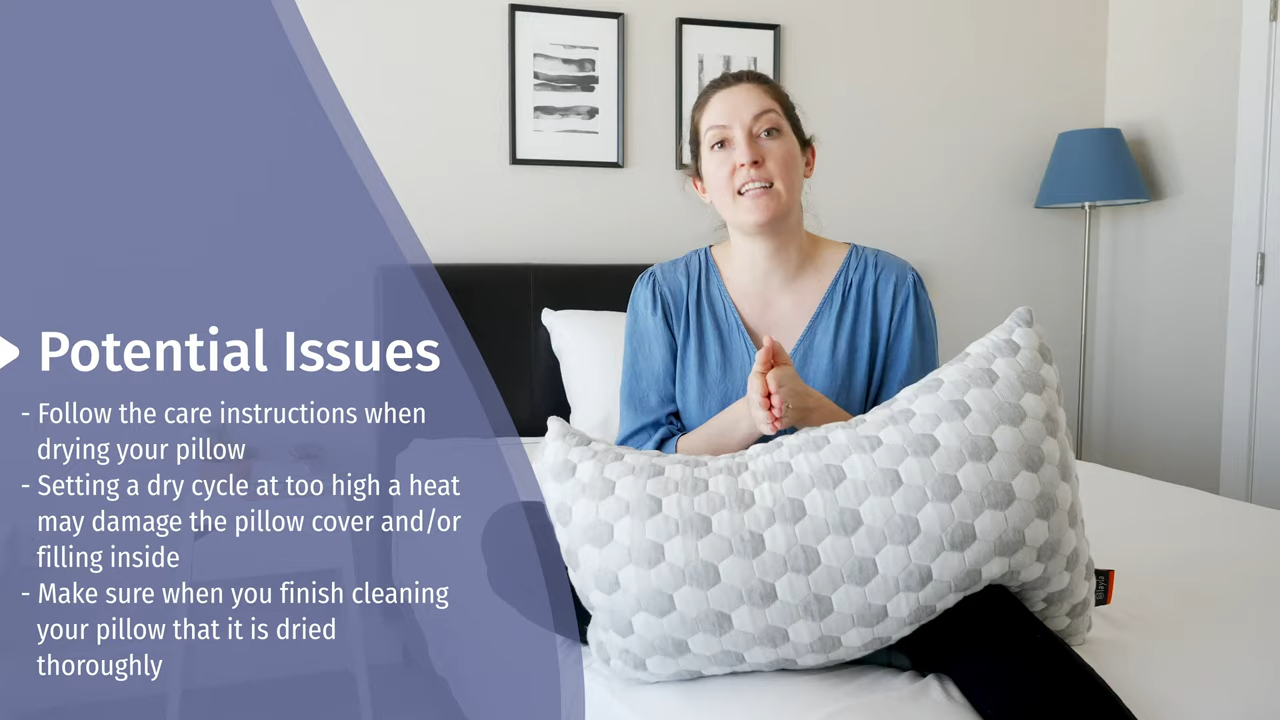 Potential Issues
- Follow the care instructions when
drying your pillow
- Setting a dry cycle at too high a heat
may damage the pillow cover and/or
filling inside
- Make sure when you finish cleaning
your pillow that it is dried
thoroughly
layla